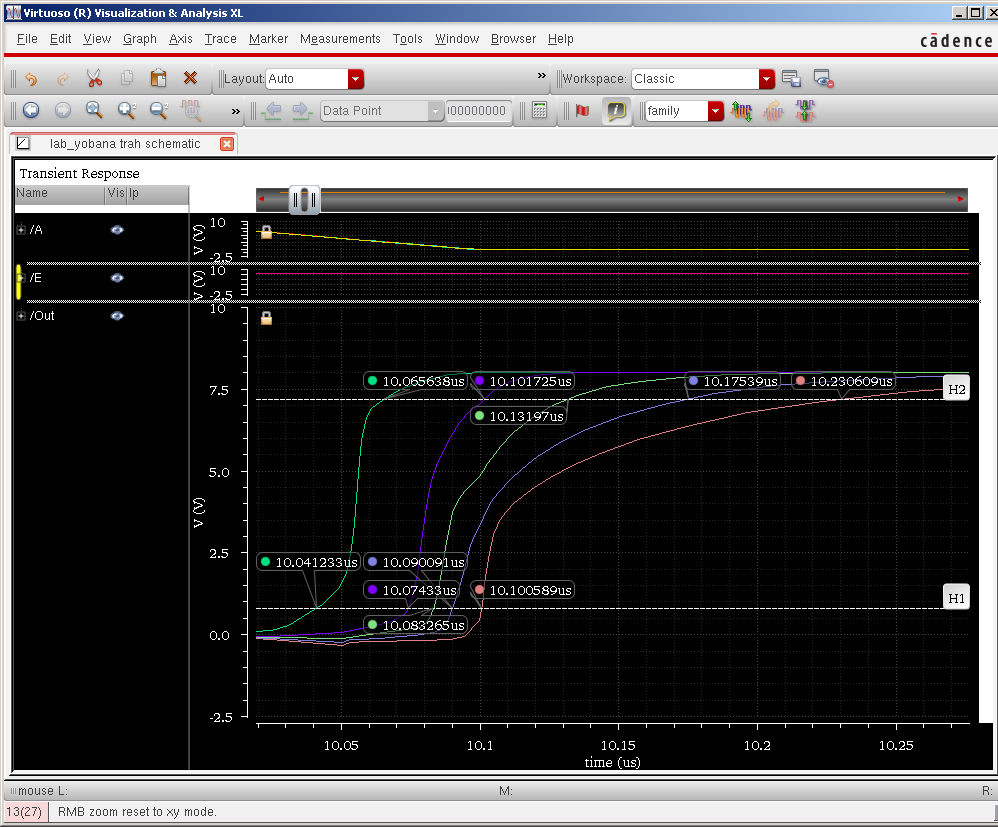 Virtuoso (R) Visualization & Analysis XL
File Edit View Graph Axis Trace Marker Measurements Tools Window Browser Help
cādence
Layout: Auto » Workspace: Classic
» Data Point 000000000 family
lab_yobana trah schematic
Transient Response
Name Vis Ip
/A
V (V) 10 -2.5
/E
V (V) 10 -2.5
/Out
10
10.065638us 10.101725us 10.17539us 10.230609us
7.5 H2
10.13197us
5.0
V (V)
2.5
10.041233us 10.090091us
10.07433us 10.100589us
H1
10.083265us
0.0
-2.5
10.05 10.1 10.15 10.2 10.25
time (us)
mouse L: M: R:
13(27) RMB zoom reset to xy mode.